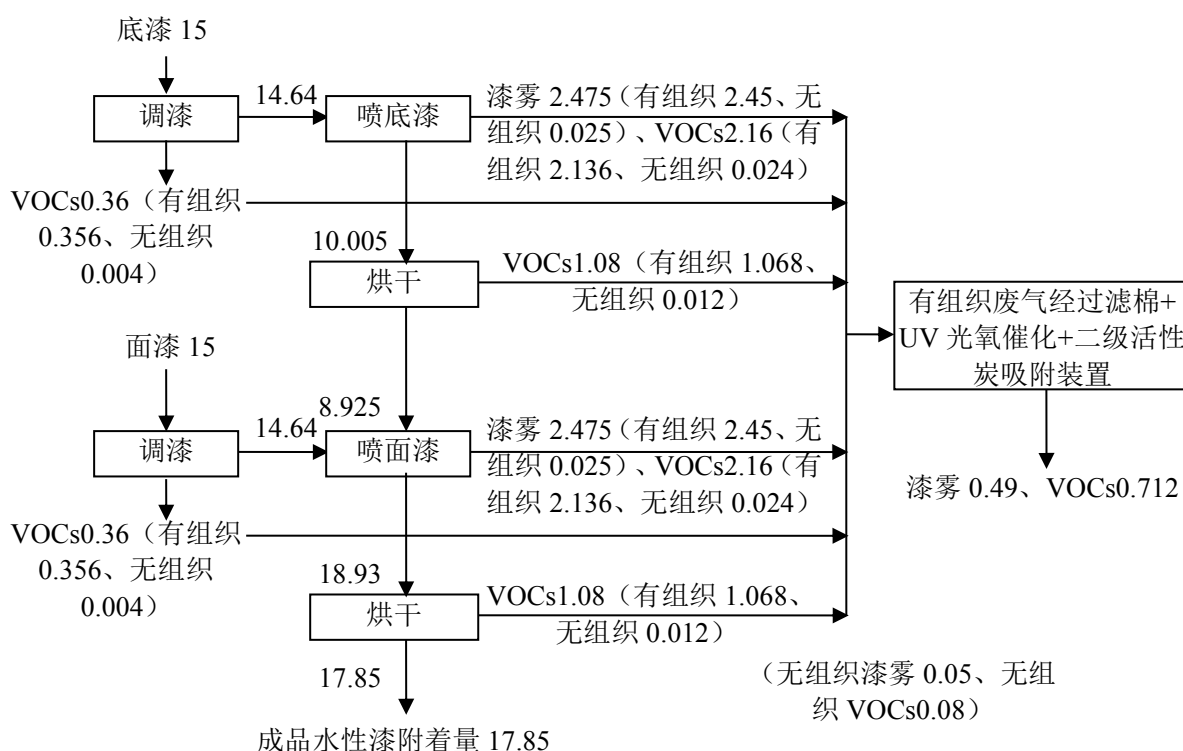 底漆 15
调漆
14.64
喷底漆
漆雾 2.475（有组织 2.45、无
组织 0.025）、VOCs2.16（有
组织 2.136、无组织 0.024）
VOCs0.36（有组织
0.356、无组织
0.004）
10.005
烘干
VOCs1.08（有组织 1.068、
无组织 0.012）
有组织废气经过滤棉+
UV 光氧催化+二级活性
炭吸附装置
面漆 15
调漆
14.64
8.925
喷面漆
漆雾 2.475（有组织 2.45、无
组织 0.025）、VOCs2.16（有
组织 2.136、无组织 0.024）
漆雾 0.49、VOCs0.712
VOCs0.36（有组织
0.356、无组织
0.004）
18.93
烘干
VOCs1.08（有组织 1.068、
无组织 0.012）
17.85
（无组织漆雾 0.05、无组
织 VOCs0.08）
成品水性漆附着量 17.85